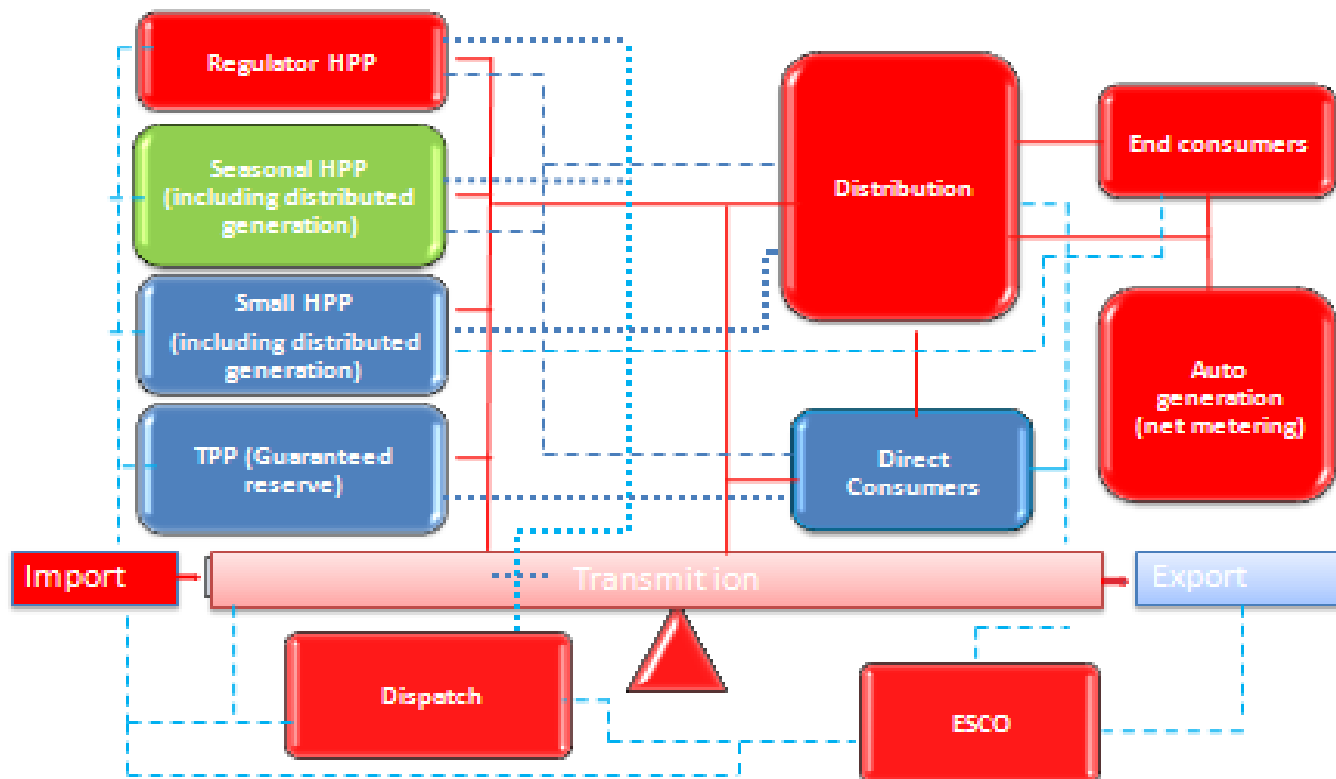 Regulator HPP
Seasonal HPP
(including distributed
generation)
Small HPP
(including distributed
generation)
TPP (Guaranteed
reserve)
Distribution
End consumers
Auto
generation
(net metering)
Direct
Consumers
Import
Transmition
Export
Dispatch
ESCO